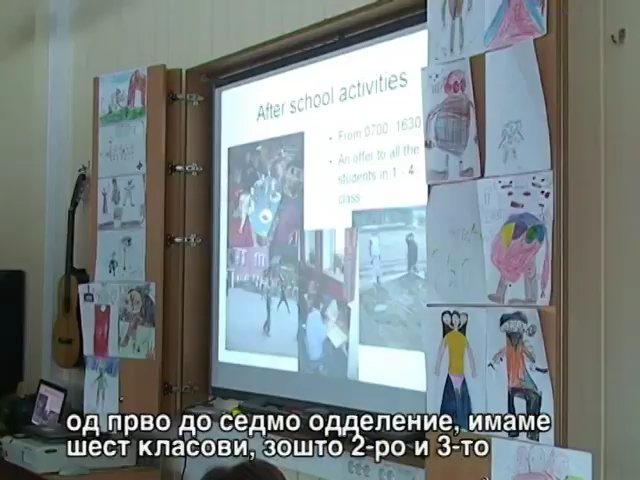 After school activities
• From 0700 1630
• An offer to all the
students in 1 - 4
class
од прво до седмо одделение, имаме
шест класови, зошто 2-ро и 3-то